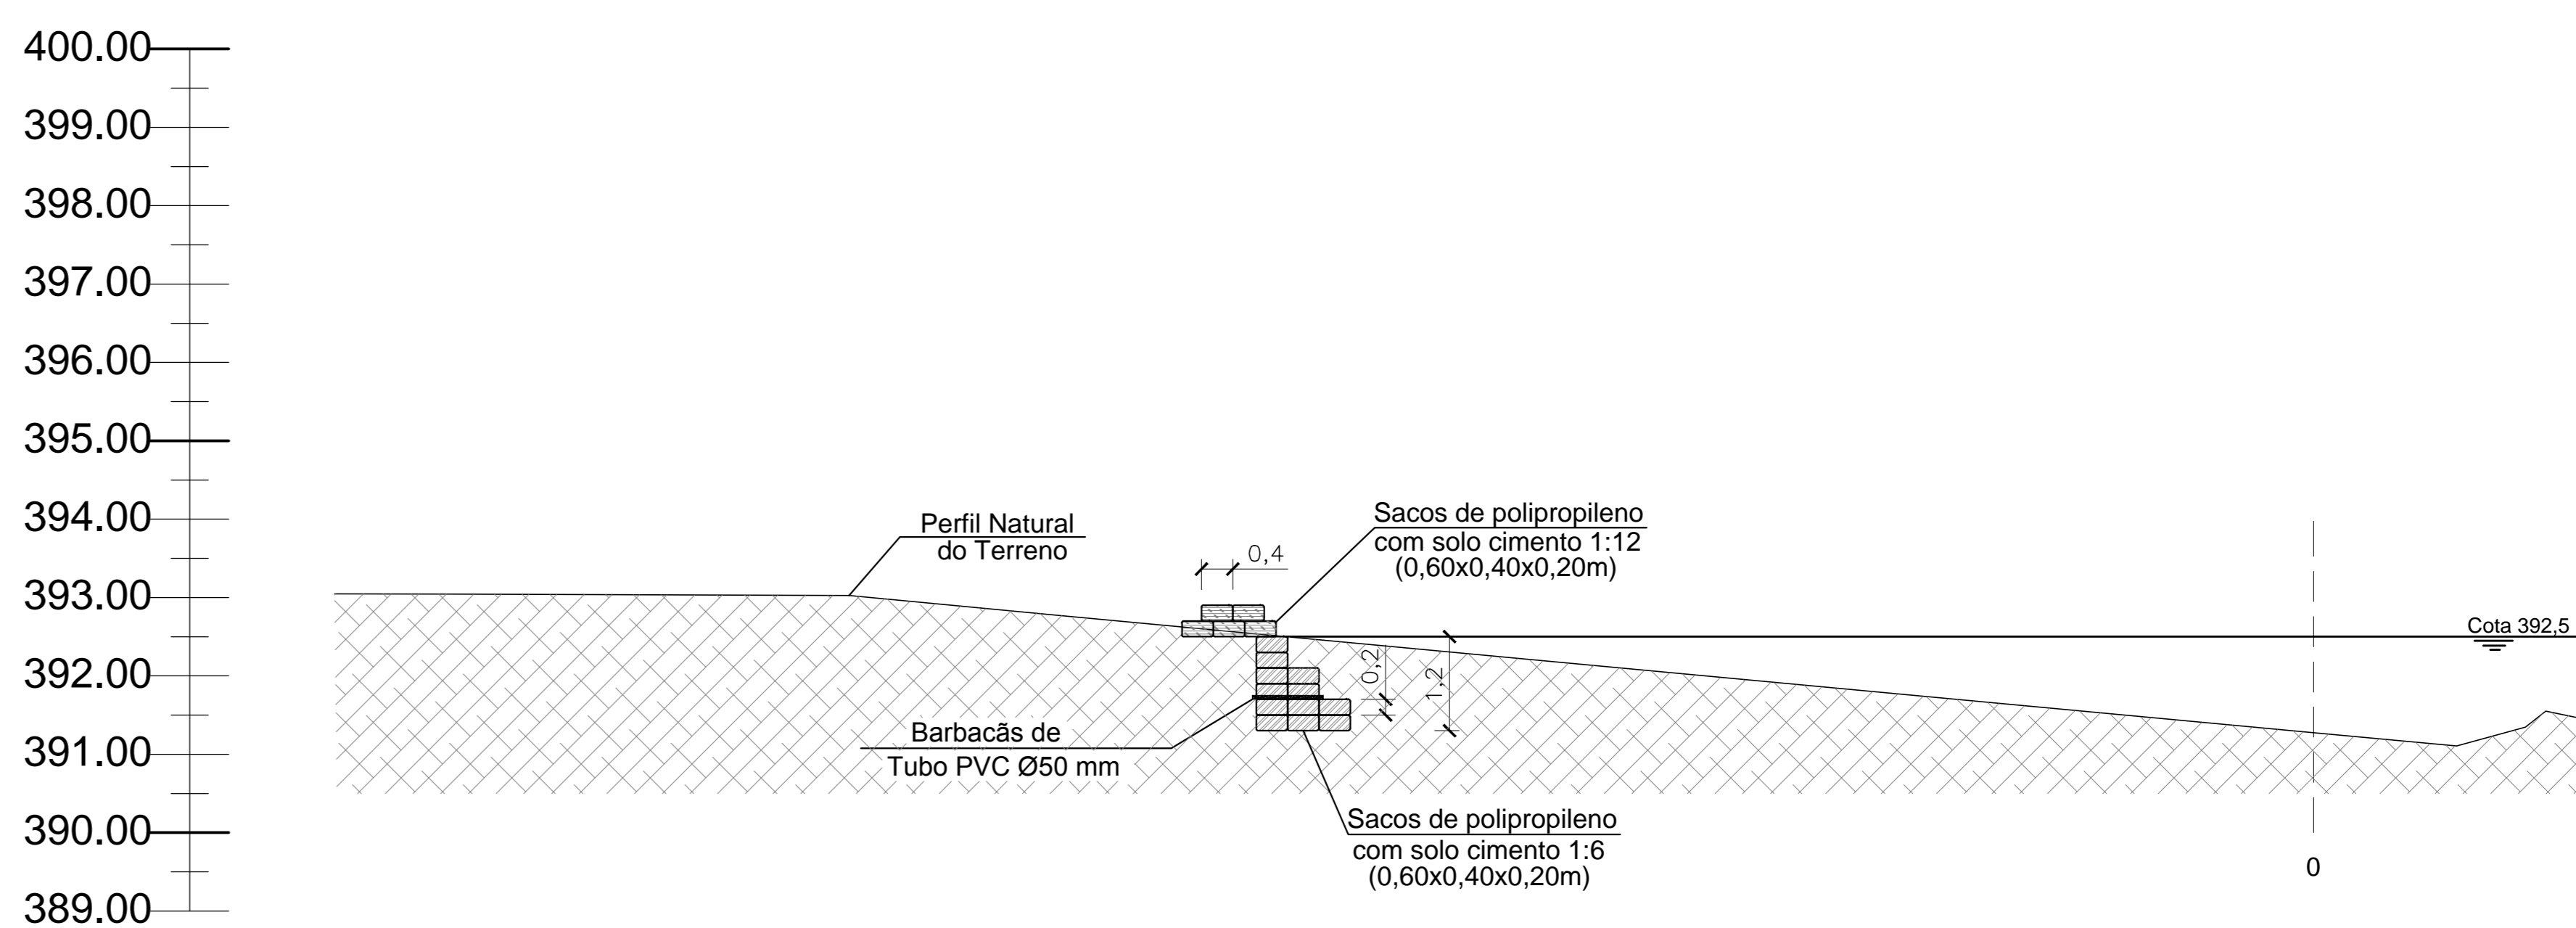 400.00
399.00
398.00
397.00
396.00
395.00
394.00
393.00
392.00
391.00
390.00
389.00
Perfil Natural
do Terreno
0,4
Sacos de polipropileno
com solo cimento 1:12
(0,60x0,40x0,20m)
0,2
1,2
Cota 392,5
Barbacãs de
Tubo PVC Ø50 mm
Sacos de polipropileno
com solo cimento 1:6
(0,60x0,40x0,20m)
0